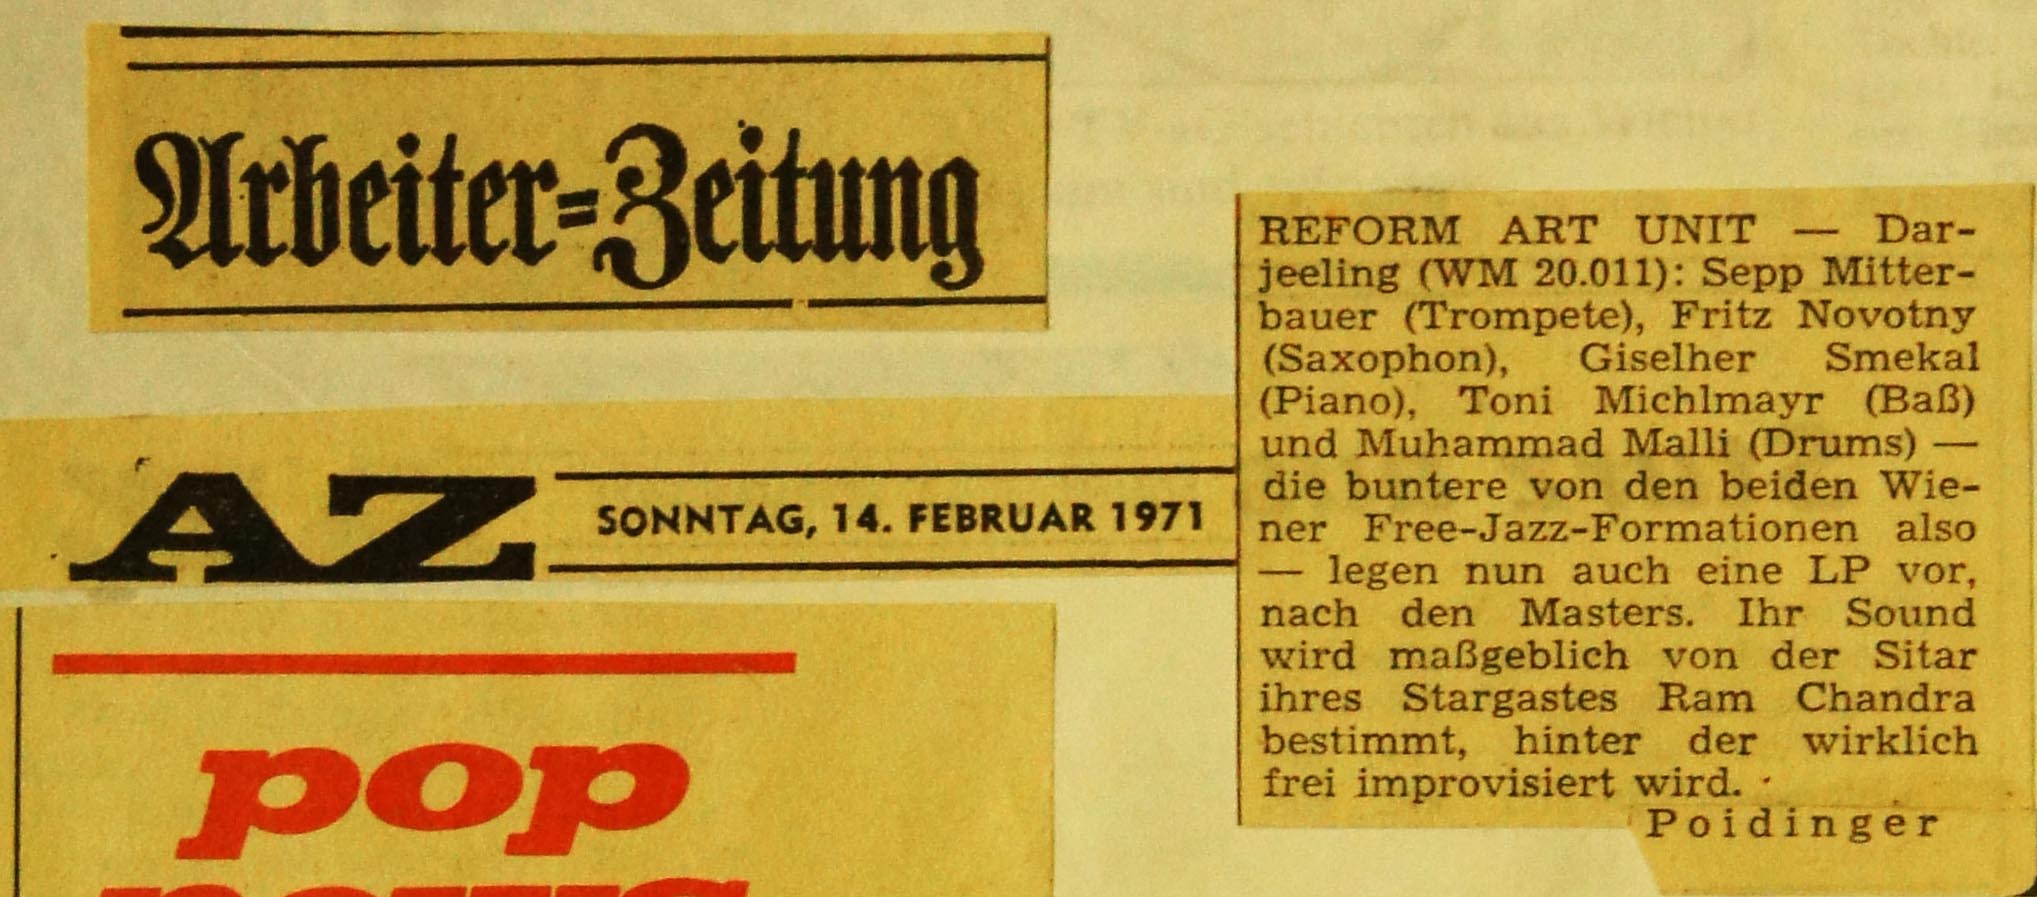 Arbeiter=Zeitung
AZ
SONNTAG, 14. FEBRUAR 1971
pop
news
REFORM ART UNIT — Dar-
jeeling (WM 20.011): Sepp Mitter-
bauer (Trompete), Fritz Novotny
(Saxophon), Giselher Smekal
(Piano), Toni Michlmayr (Baß)
und Muhammad Malli (Drums) —
die buntere von den beiden Wie-
ner Free-Jazz-Formationen also
— legen nun auch eine LP vor,
nach den Masters. Ihr Sound
wird maßgeblich von der Sitar
ihres Stargastes Ram Chandra
bestimmt, hinter der wirklich
frei improvisiert wird.
Poidinger